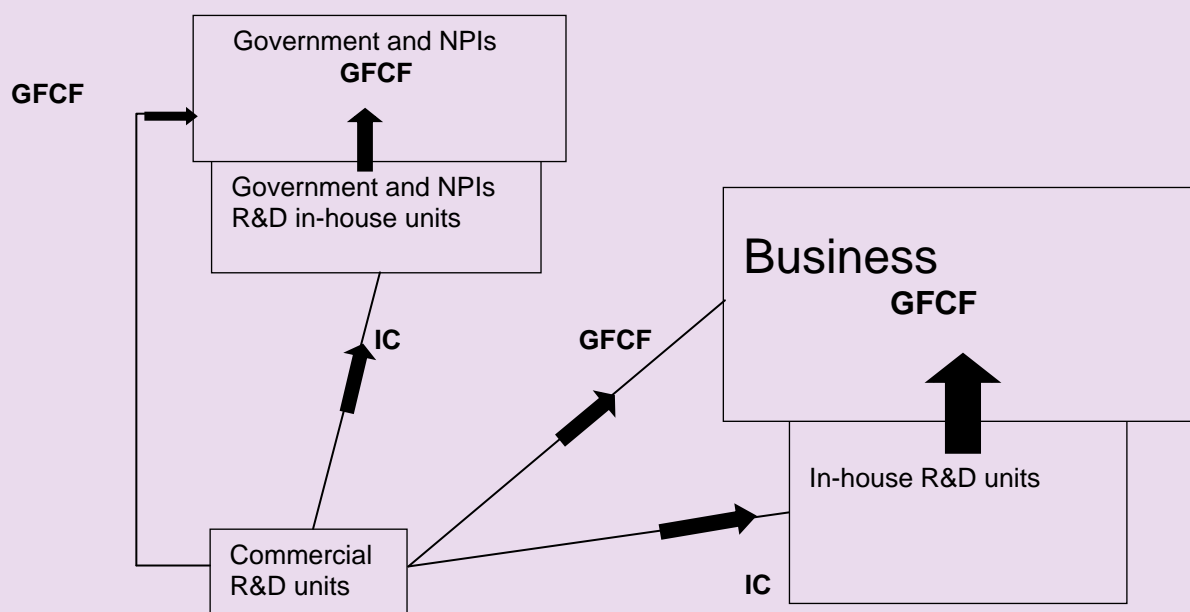 Government and NPIs
GFCF
GFCF
Government and NPIs
R&D in-house units
Business
GFCF
IC
GFCF
In-house R&D units
Commercial
R&D units
IC